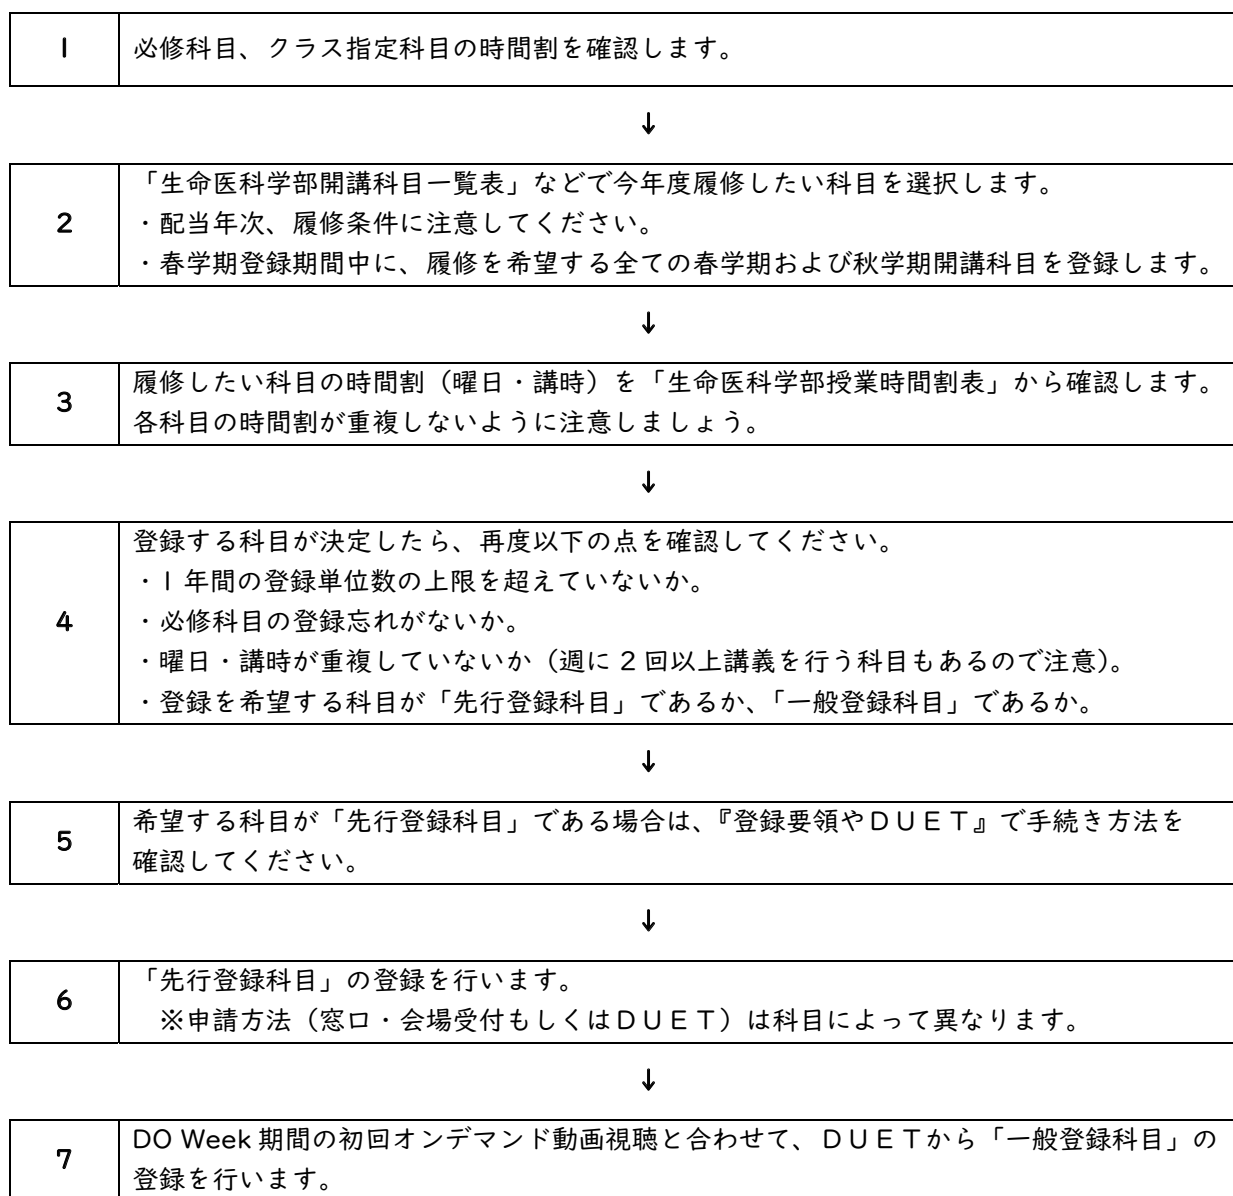 1
必修科目、クラス指定科目の時間割を確認します。
↓
2
「生命医科学部開講科目一覧表」などで今年度履修したい科目を選択します。
・配当年次、履修条件に注意してください。
・春学期登録期間中に、履修を希望する全ての春学期および秋学期開講科目を登録します。
↓
3
履修したい科目の時間割（曜日・講時）を「生命医科学部授業時間割表」から確認します。
各科目の時間割が重複しないように注意しましょう。
↓
4
登録する科目が決定したら、再度以下の点を確認してください。
・1年間の登録単位数の上限を超えていないか。
・必修科目の登録忘れがないか。
・曜日・講時が重複していないか（週に2回以上講義を行う科目もあるので注意）。
・登録を希望する科目が「先行登録科目」であるか、「一般登録科目」であるか。
↓
5
希望する科目が「先行登録科目」である場合は、『登録要領やＤＵＥＴ』で手続き方法を
確認してください。
↓
6
「先行登録科目」の登録を行います。
※申請方法（窓口・会場受付もしくはＤＵＥＴ）は科目によって異なります。
↓
7
DO Week 期間の初回オンデマンド動画視聴と合わせて、ＤＵＥＴから「一般登録科目」の
登録を行います。